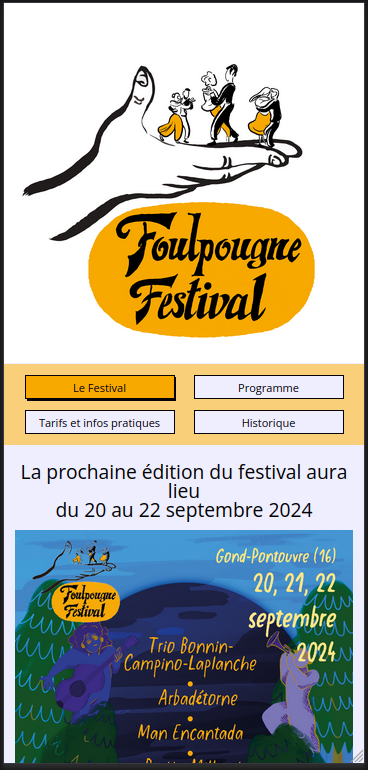 Foulpougne
Festival
Le Festival
Programme
Tarifs et infos pratiques
Historique
La prochaine édition du festival aura
lieu
du 20 au 22 septembre 2024
Foulpougne
Festival
Gond-Pontouvre (16)
20, 21, 22
septembre
2024
Trio Bonnin-
Campino-Laplanche
•
Arbadétorne
•
Man Encantada
•